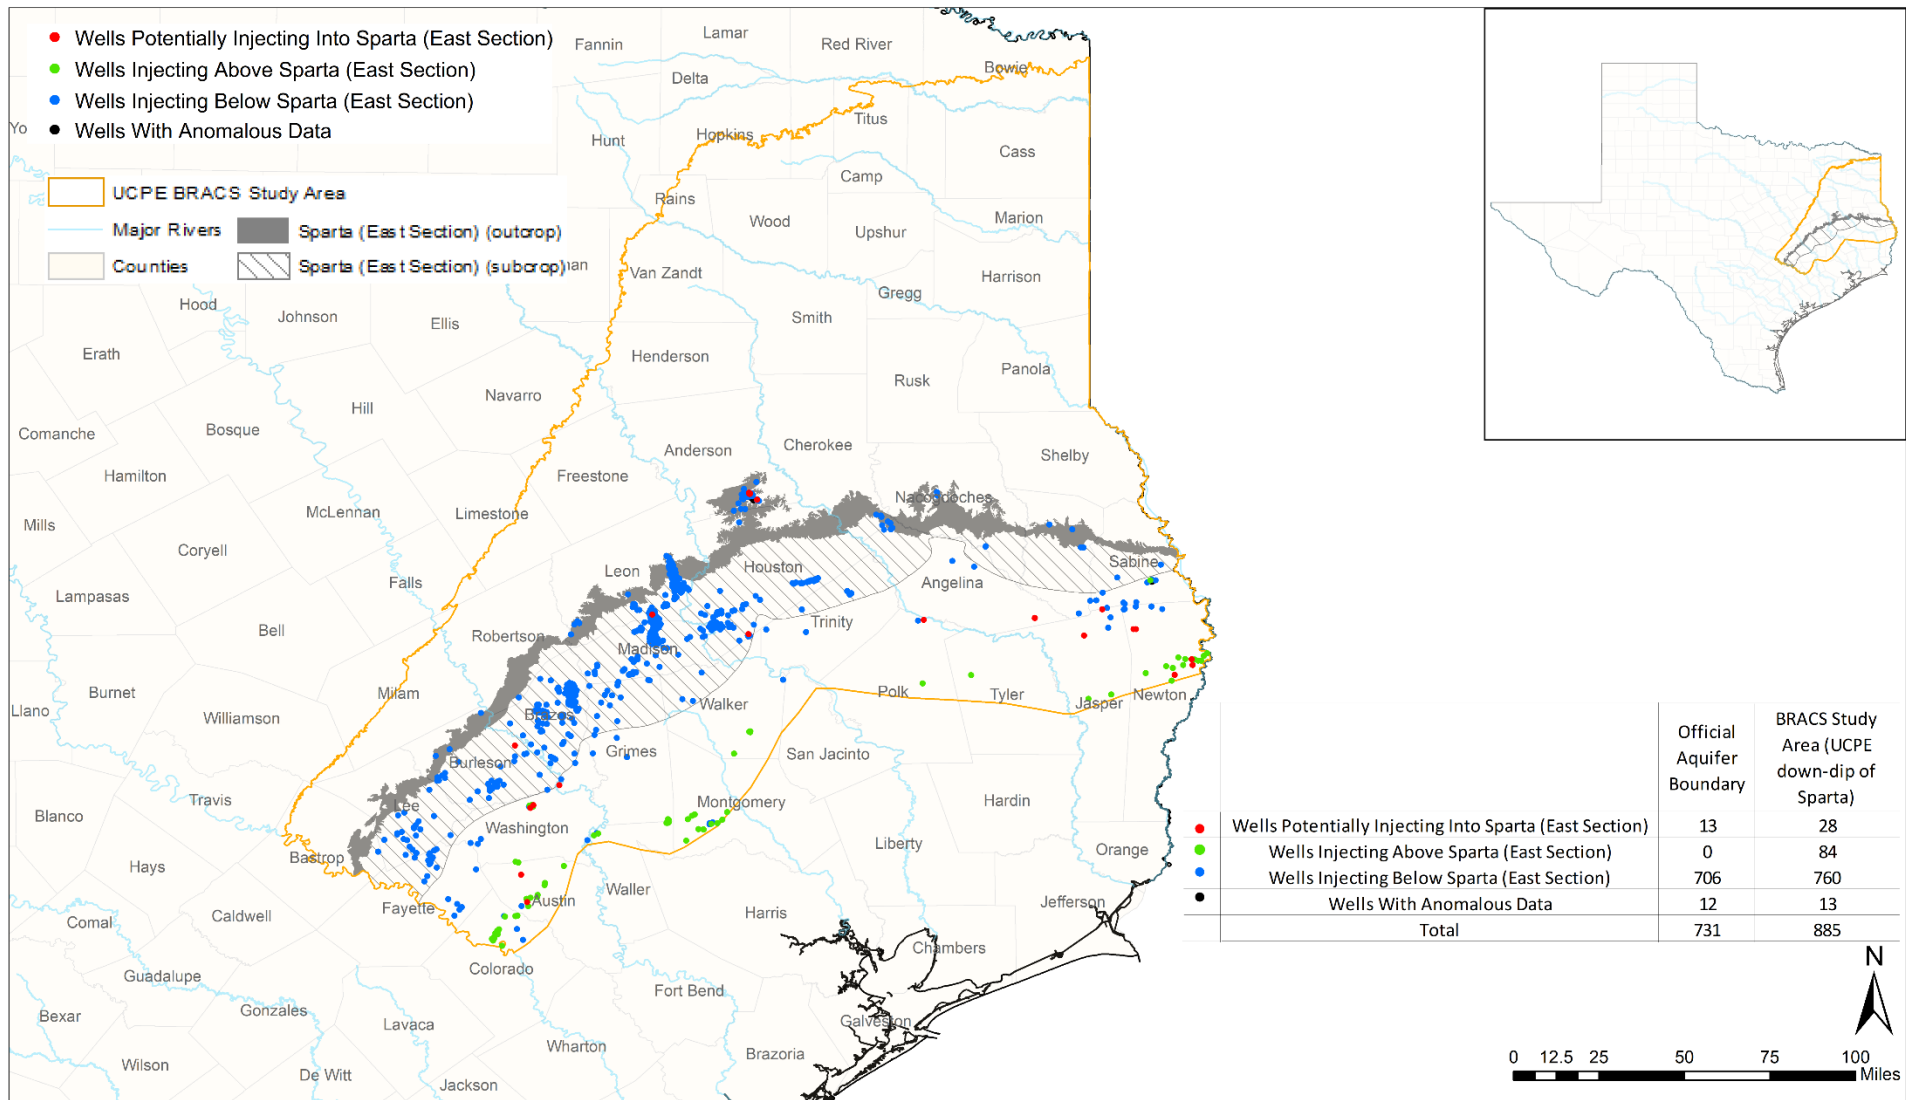 Wells Potentially Injecting Into Sparta (East Section)
Wells Injecting Above Sparta (East Section)
Wells Injecting Below Sparta (East Section)
Wells With Anomalous Data
UCPE BRACS Study Area
Major Rivers
Sparta (East Section) (outcrop)
Counties
Sparta (East Section) (subcrop)
Fannin
Lamar
Red River
Bowie
Delta
Titus
Yo
Hunt
Hopkins
Cass
Camp
Rains
Wood
Marion
Upshur
Van Zandt
Harrison
Gregg
Hood
Johnson
Ellis
Smith
Erath
Henderson
Rusk
Panola
Navarro
Hill
Comanche
Bosque
Anderson
Cherokee
Shelby
Hamilton
Freestone
Nacogdoches
Mills
McLennan
Limestone
Coryell
Leon
Houston
Sabine
Lampasas
Falls
Angelina
Bell
Robertson
Trinity
Madison
Burnet
Milam
Polk
Tyler
Jasper
Newton
Llano
Williamson
Brazos
Walker
Grimes
San Jacinto
Burleson
Blanco
Travis
Lee
Washington
Montgomery
Hardin
Hays
Bastrop
Liberty
Orange
Waller
Comal
Caldwell
Fayette
Austin
Harris
Jefferson
Colorado
Chambers
Guadalupe
Fort Bend
Bexar
Gonzales
Lavaca
Galveston
Wilson
Wharton
Brazoria
De Witt
Jackson
Official Aquifer Boundary
BRACS Study Area (UCPE down-dip of Sparta)
Wells Potentially Injecting Into Sparta (East Section) 13 28
Wells Injecting Above Sparta (East Section) 0 84
Wells Injecting Below Sparta (East Section) 706 760
Wells With Anomalous Data 12 13
Total 731 885
N
0 12.5 25 50 75 100
Miles